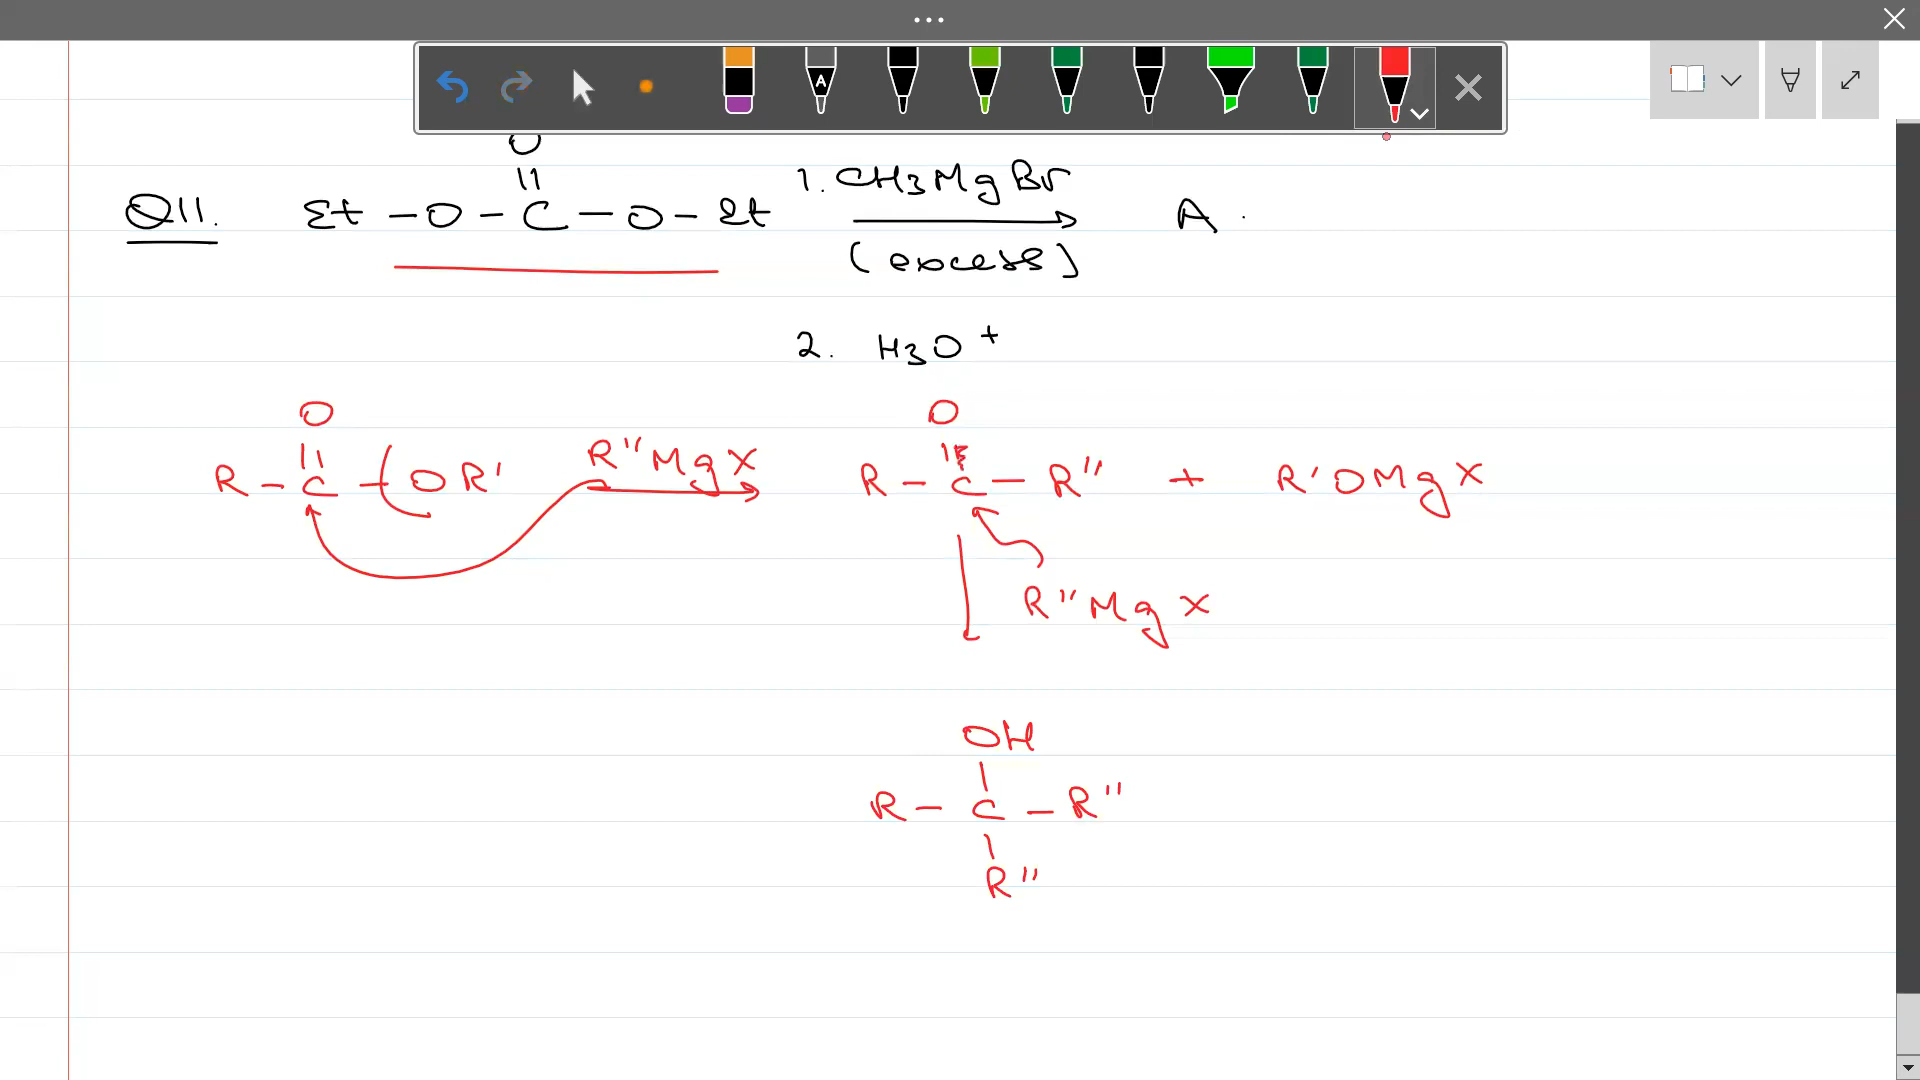 O
||
Q11. Et - O - C - O - Et 1. CH3MgBr A.
(excess)
2. H3O+
O O
|| ||
R - C - OR' R"MgX R - C - R" + R'OMgX
R"MgX
OH
|
R - C - R"
|
R"